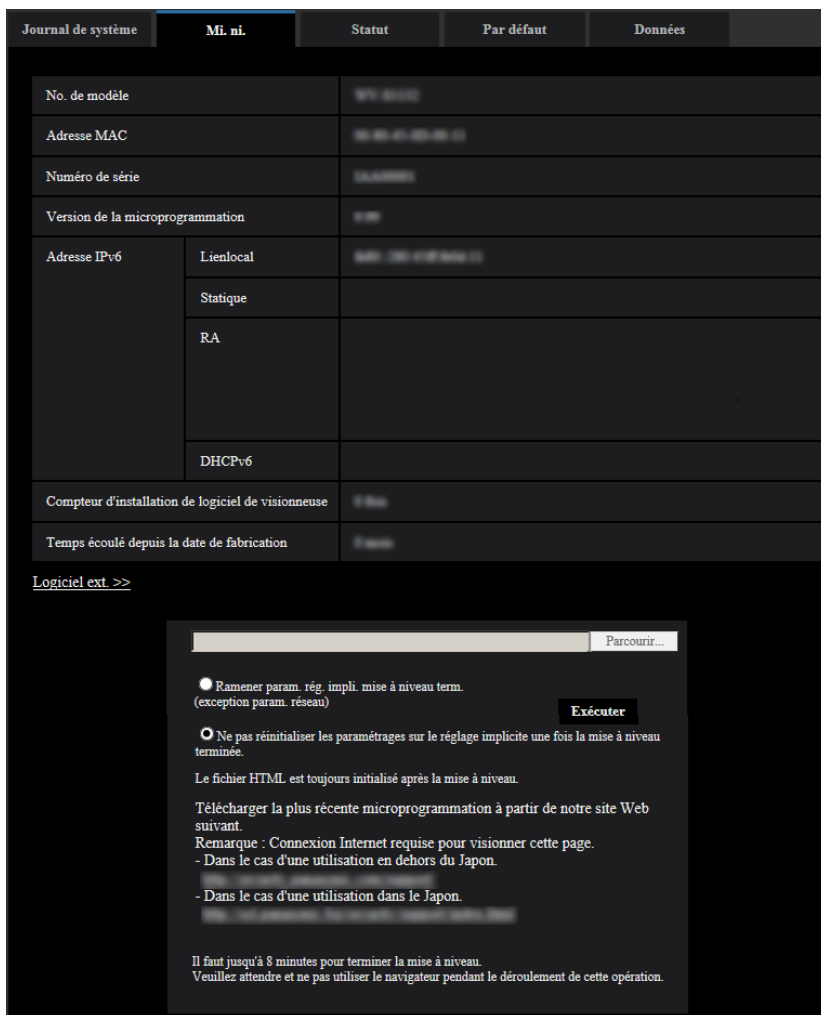 Journal de système Mi. ni. Statut Par défaut Données
No. de modèle
Adresse MAC
Numéro de série
Version de la microprogrammation
Adresse IPv6 Lienlocal
Statique
RA
DHCPv6
Compteur d'installation de logiciel de visionneuse
Temps écoulé depuis la date de fabrication
Logiciel ext. >>
Parcourir...
Ramener param. rég. impli. mise à niveau term.
(exception param. réseau)
Exécuter
Ne pas réinitialiser les paramétrages sur le réglage implicite une fois la mise à niveau
terminée.
Le fichier HTML est toujours initialisé après la mise à niveau.
Télécharger la plus récente microprogrammation à partir de notre site Web
suivant.
Remarque : Connexion Internet requise pour visionner cette page.
- Dans le cas d'une utilisation en dehors du Japon.
- Dans le cas d'une utilisation dans le Japon.
Il faut jusqu'à 8 minutes pour terminer la mise à niveau.
Veuillez attendre et ne pas utiliser le navigateur pendant le déroulement de cette opération.